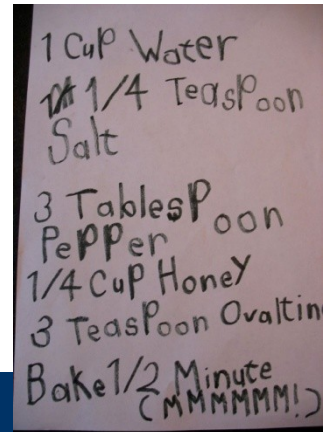 1 Cup Water
1/4 Teaspoon
Salt
3 Tablespoon
Pepper
1/4 Cup Honey
3 Teaspoon Ovaltin
Bake 1/2 Minute
(MMMMMM!)